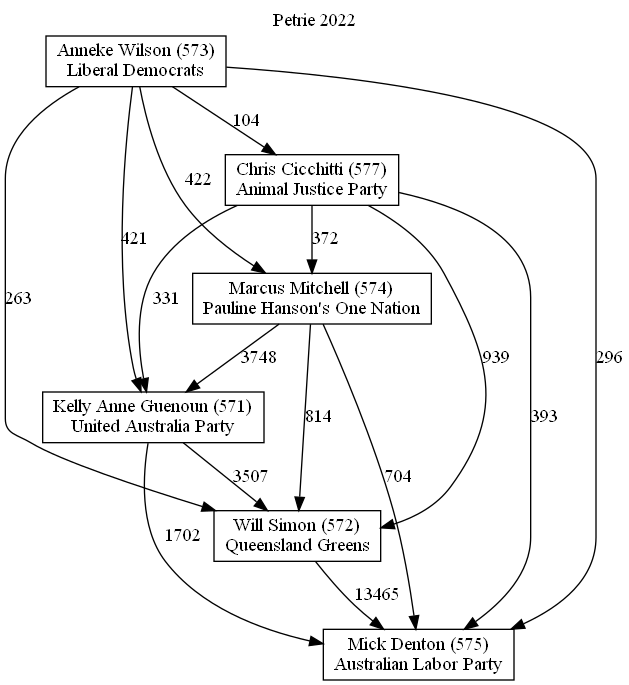 Petrie 2022
Anneke Wilson (573)
Liberal Democrats
104
Chris Cicchitti (577)
Animal Justice Party
422
421
372
331
263
Marcus Mitchell (574)
Pauline Hanson's One Nation
3748
939
296
Kelly Anne Guenoun (571)
United Australia Party
814
393
3507
704
Will Simon (572)
Queensland Greens
1702
13465
Mick Denton (575)
Australian Labor Party